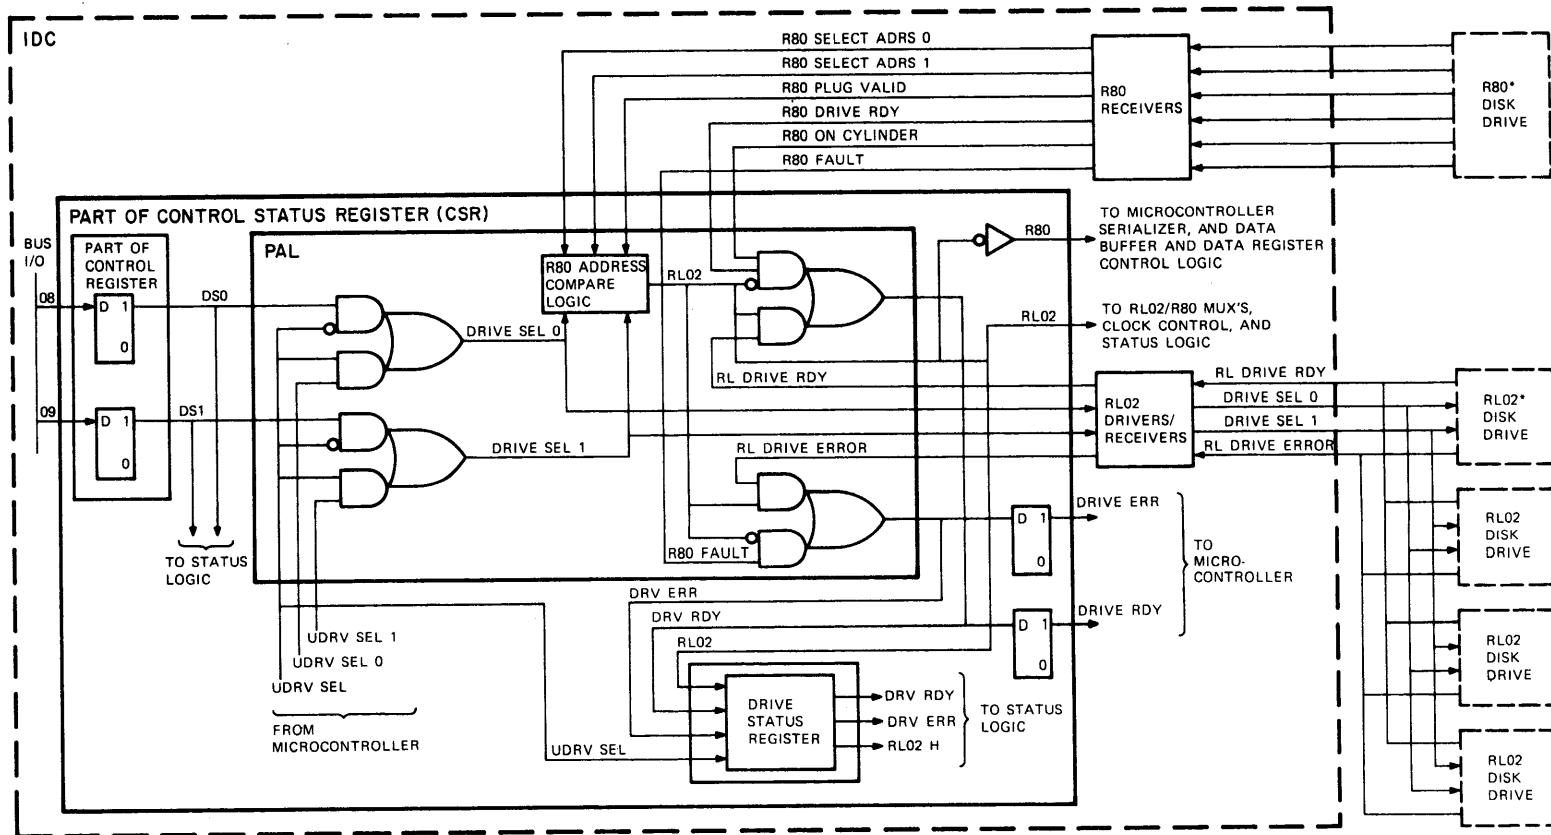 IDC
R80 SELECT ADRS 0
R80 SELECT ADRS 1
R80 PLUG VALID
R80 DRIVE RDY
R80 ON CYLINDER
R80 FAULT
R80
RECEIVERS
R80*
DISK
DRIVE
PART OF CONTROL STATUS REGISTER (CSR)
BUS
I/O
PART OF
CONTROL
REGISTER
PAL
08
D 1
0
DS0
09
D 1
0
DS1
TO STATUS
LOGIC
R80 ADDRESS
COMPARE
LOGIC
RL02
DRIVE SEL 0
DRIVE SEL 1
R80
TO MICROCONTROLLER
SERIALIZER, AND DATA
BUFFER AND DATA REGISTER
CONTROL LOGIC
RL02
TO RL02/R80 MUX'S,
CLOCK CONTROL, AND
STATUS LOGIC
RL DRIVE RDY
RL DRIVE ERROR
R80 FAULT
RL02
DRIVERS/
RECEIVERS
RL DRIVE RDY
DRIVE SEL 0
DRIVE SEL 1
RL DRIVE ERROR
RL02*
DISK
DRIVE
RL02
DISK
DRIVE
RL02
DISK
DRIVE
RL02
DISK
DRIVE
D 1
0
DRIVE ERR
D 1
0
DRIVE RDY
TO
MICRO-
CONTROLLER
DRV ERR
DRV RDY
RL02
UDRV SEL 1
UDRV SEL 0
UDRV SEL
FROM
MICROCONTROLLER
UDRV SEL
DRIVE
STATUS
REGISTER
DRV RDY
DRV ERR
RL02 H
TO STATUS
LOGIC